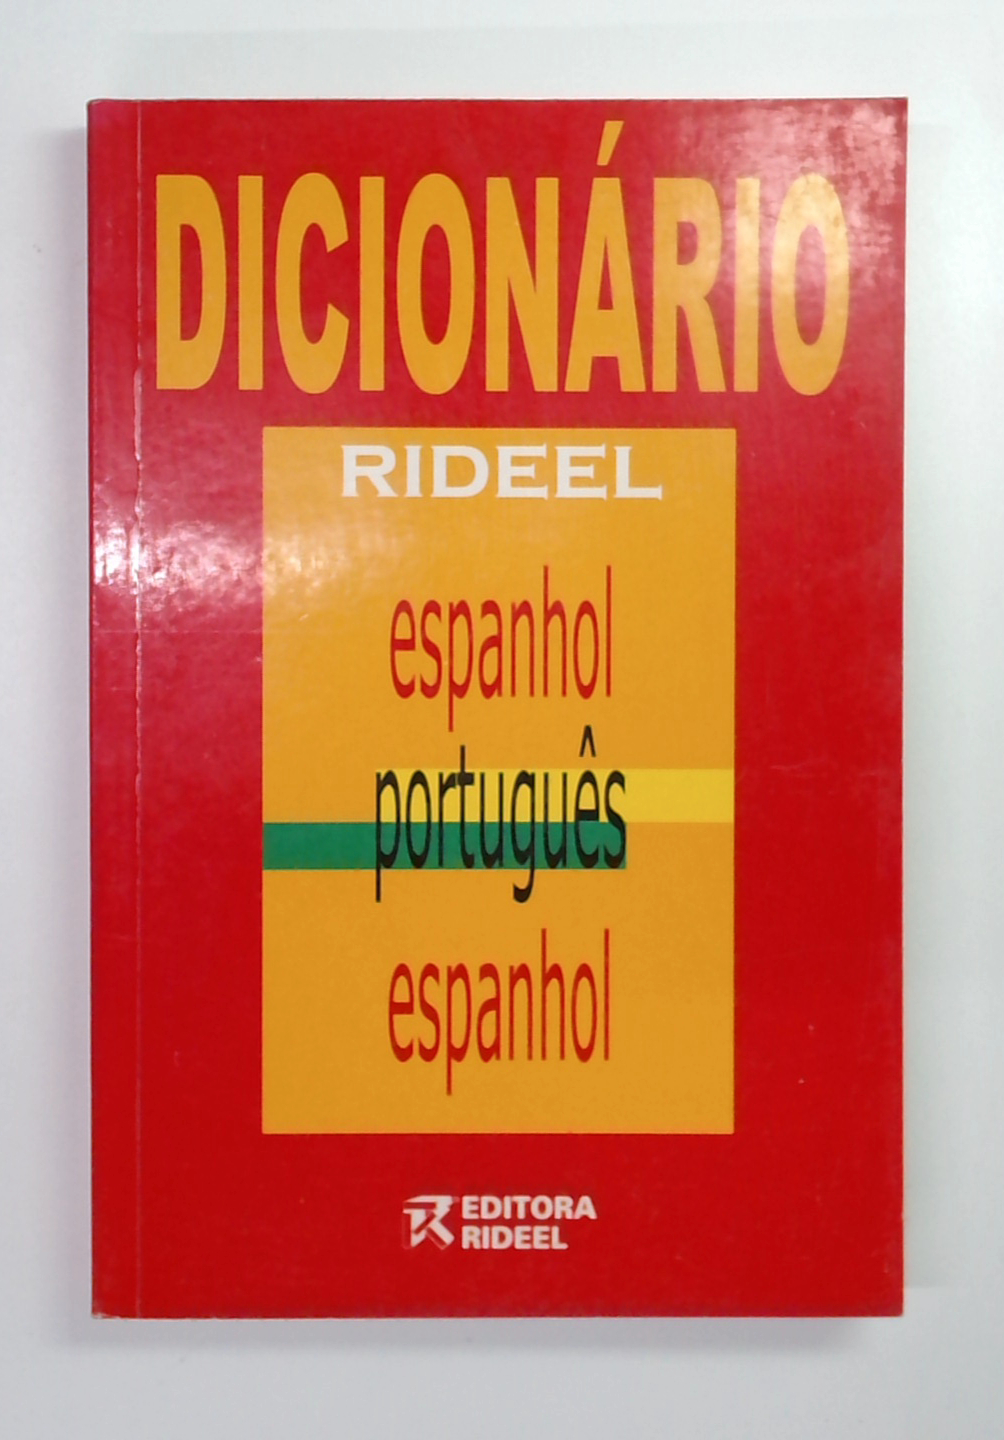 DICIONÁRIO
RIDEEL
espanhol
português
espanhol
EDITORA
RIDEEL